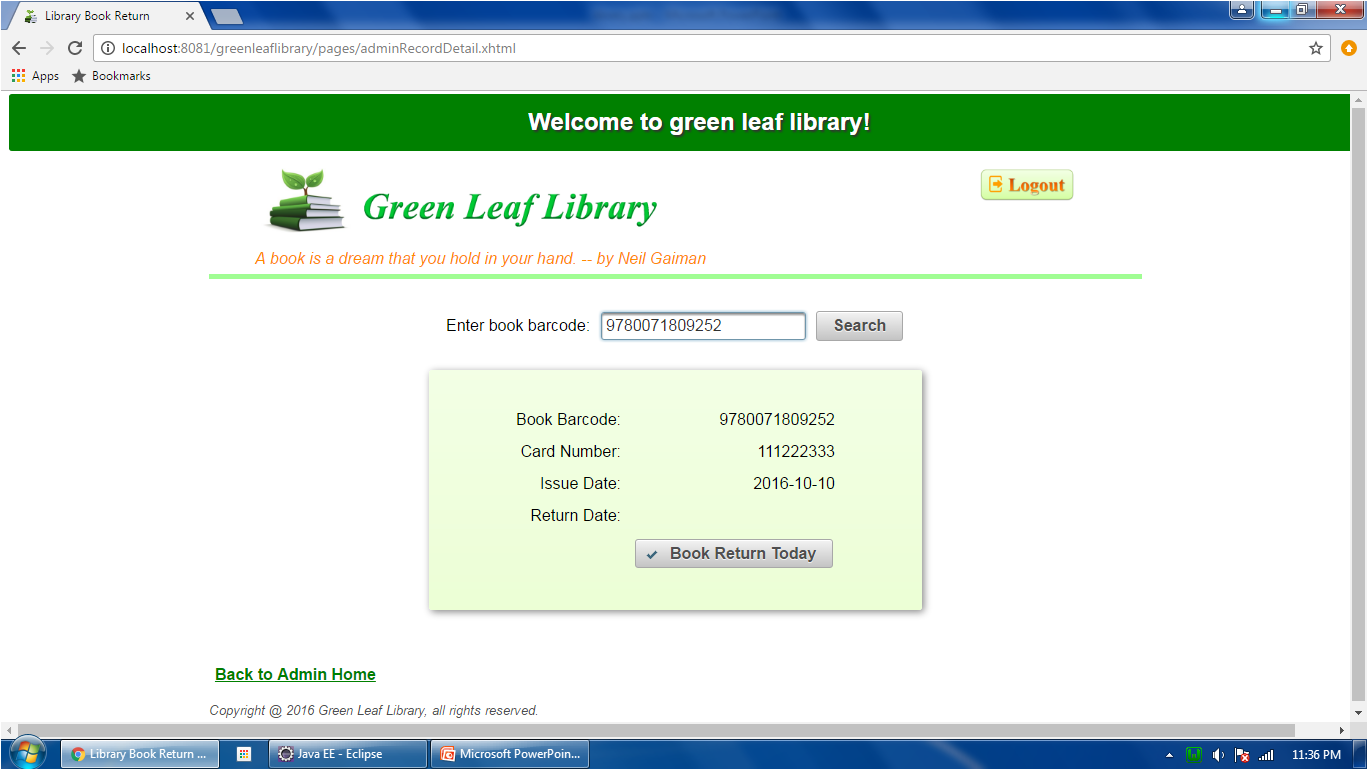 Library Book Return
localhost:8081/greenleaflibrary/pages/adminRecordDetail.xhtml
Apps Bookmarks
Welcome to green leaf library!
Green Leaf Library
Logout
A book is a dream that you hold in your hand. -- by Neil Gaiman
Enter book barcode: 9780071809252 Search
Book Barcode: 9780071809252
Card Number: 111222333
Issue Date: 2016-10-10
Return Date:
Book Return Today
Back to Admin Home
Copyright @ 2016 Green Leaf Library, all rights reserved.
Library Book Return ... Java EE - Eclipse Microsoft PowerPoin... 11:36 PM